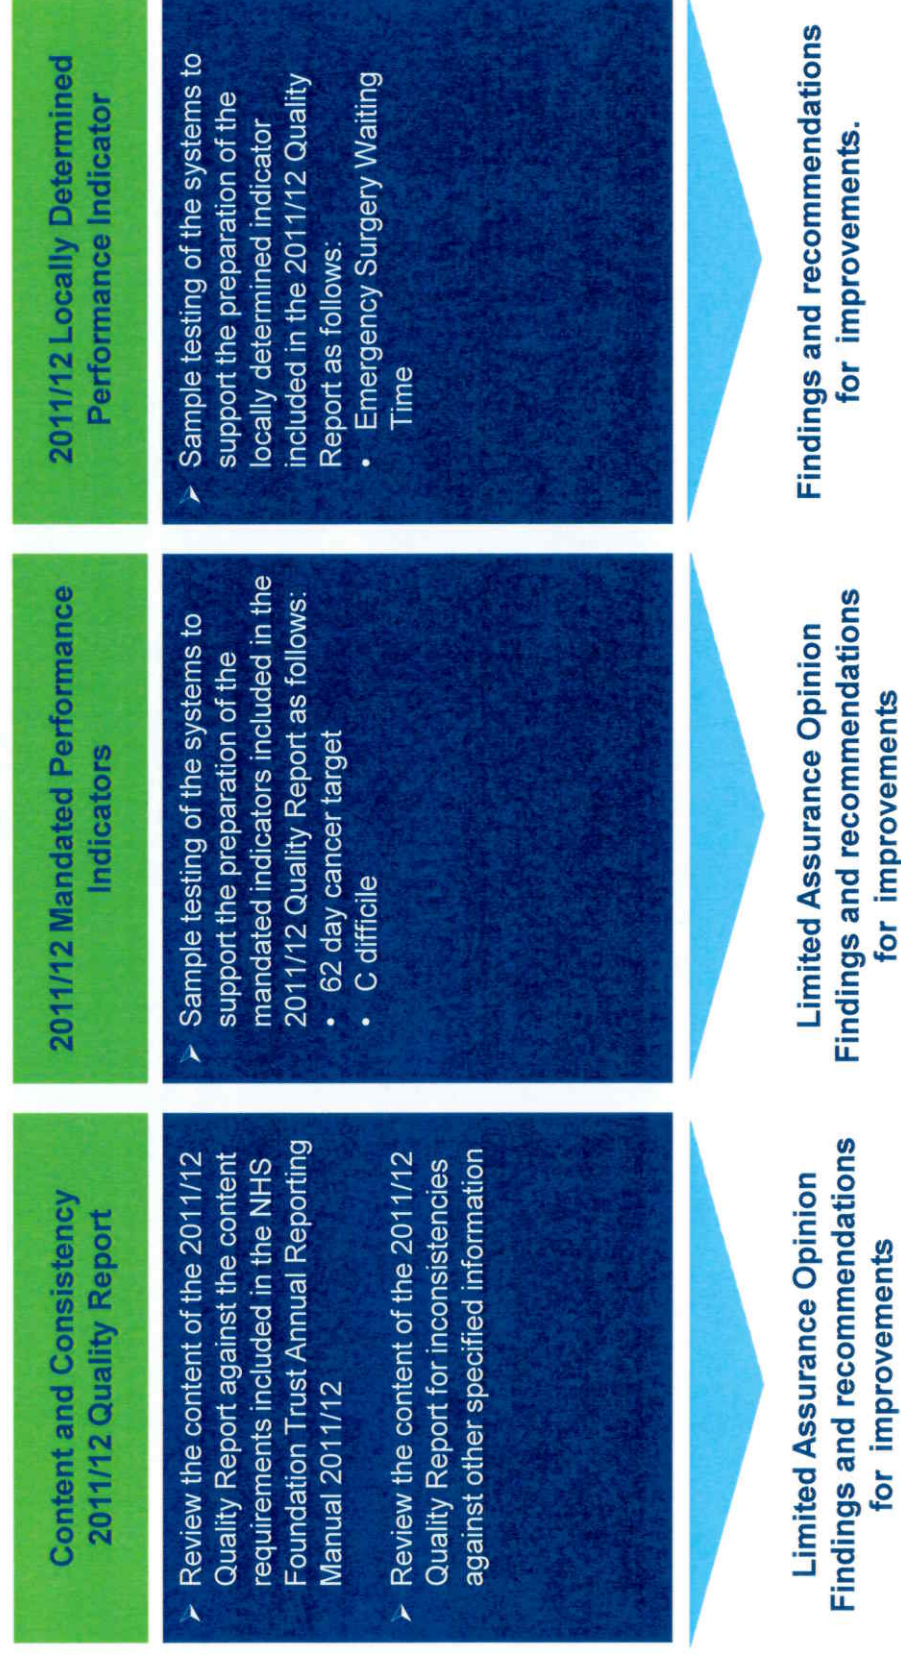 Content and Consistency
2011/12 Quality Report
➢ Review the content of the 2011/12
Quality Report against the content
requirements included in the NHS
Foundation Trust Annual Reporting
Manual 2011/12
➢ Review the content of the 2011/12
Quality Report for inconsistencies
against other specified information
Limited Assurance Opinion
Findings and recommendations
for improvements
2011/12 Mandated Performance
Indicators
➢ Sample testing of the systems to
support the preparation of the
mandated indicators included in the
2011/12 Quality Report as follows:
• 62 day cancer target
• C difficile
Limited Assurance Opinion
Findings and recommendations
for improvements
2011/12 Locally Determined
Performance Indicator
➢ Sample testing of the systems to
support the preparation of the
locally determined indicator
included in the 2011/12 Quality
Report as follows:
• Emergency Surgery Waiting
Time
Findings and recommendations
for improvements.